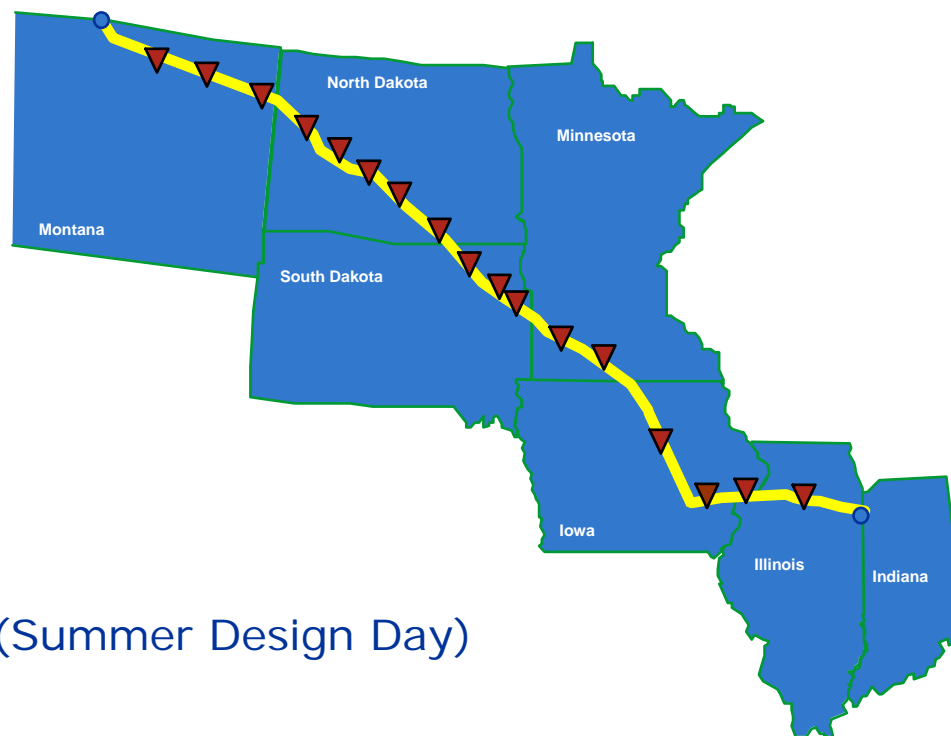 North Dakota
Minnesota
Montana
South Dakota
Iowa
Illinois
Indiana
(Summer Design Day)